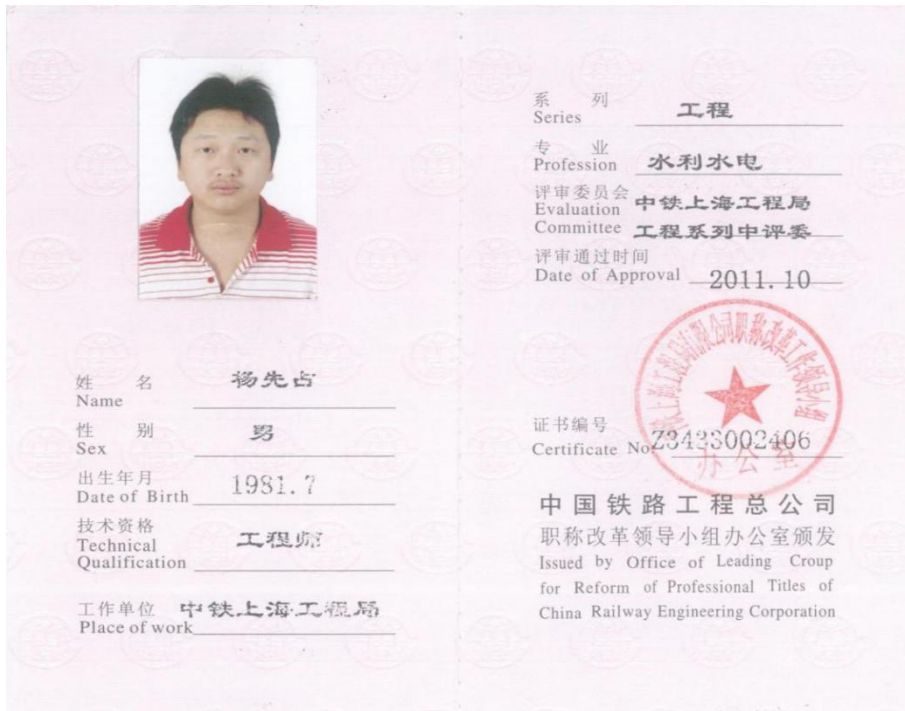 姓 名 杨先占
Name
性 别 男
Sex
出生年月 1981.7
Date of Birth
技术资格 工程师
Technical
Qualification
工作单位 中铁上海工程局
Place of work
系 列 工程
Series
专 业 水利水电
Profession
评审委员会 中铁上海工程局
Evaluation
Committee 工程系列中评委
评审通过时间
Date of Approval 2011.10
证书编号
Certificate No Z3433002406
办公室
中国铁路工程总公司
职称改革领导小组办公室颁发
Issued by Office of Leading Croup
for Reform of Professional Titles of
China Railway Engineering Corporation